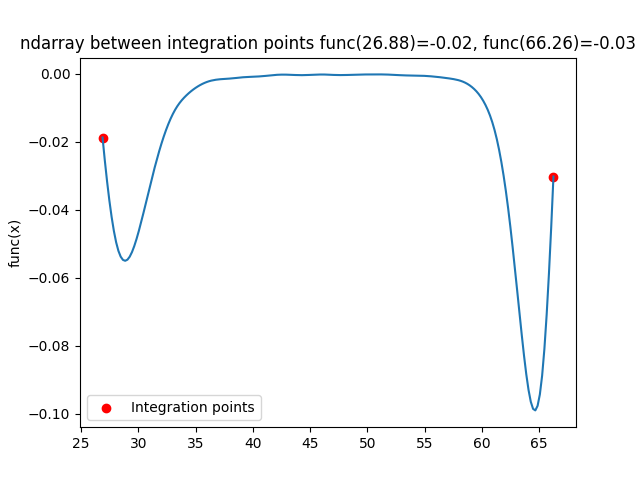 ndarray between integration points func(26.88)=-0.02, func(66.26)=-0.03
0.00
−0.02
−0.04
−0.06
−0.08
−0.10
func(x)
Integration points
25 30 35 40 45 50 55 60 65